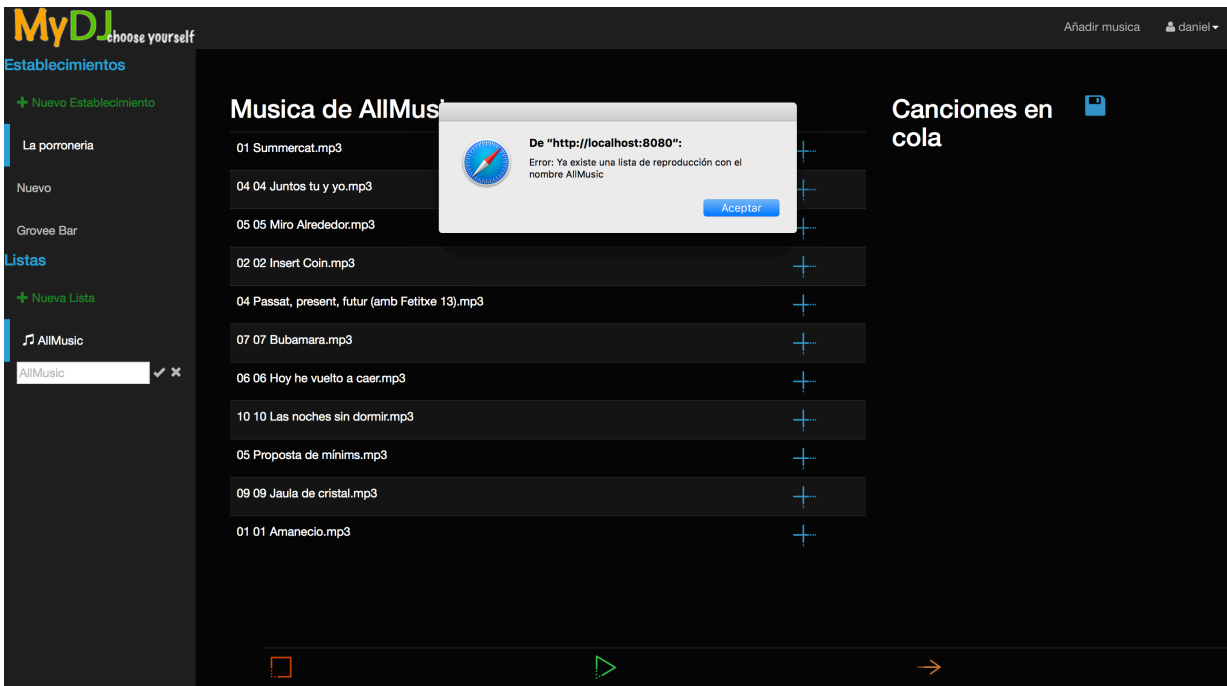 MyDJ choose yourself
Añadir musica
daniel
Establecimientos
Nuevo Establecimiento
La porroneria
Nuevo
Grovee Bar
Listas
Nueva Lista
AllMusic
AllMusic
Musica de AllMus
01 Summercat.mp3
04 04 Juntos tu y yo.mp3
05 05 Miro Alrededor.mp3
02 02 Insert Coin.mp3
04 Passat, present, futur (amb Fetitxe 13).mp3
07 07 Bubamara.mp3
06 06 Hoy he vuelto a caer.mp3
10 10 Las noches sin dormir.mp3
05 Proposta de mínims.mp3
09 09 Jaula de cristal.mp3
01 01 Amanecio.mp3
De “http://localhost:8080”:
Error: Ya existe una lista de reproducción con el
nombre AllMusic
Aceptar
Canciones en
cola